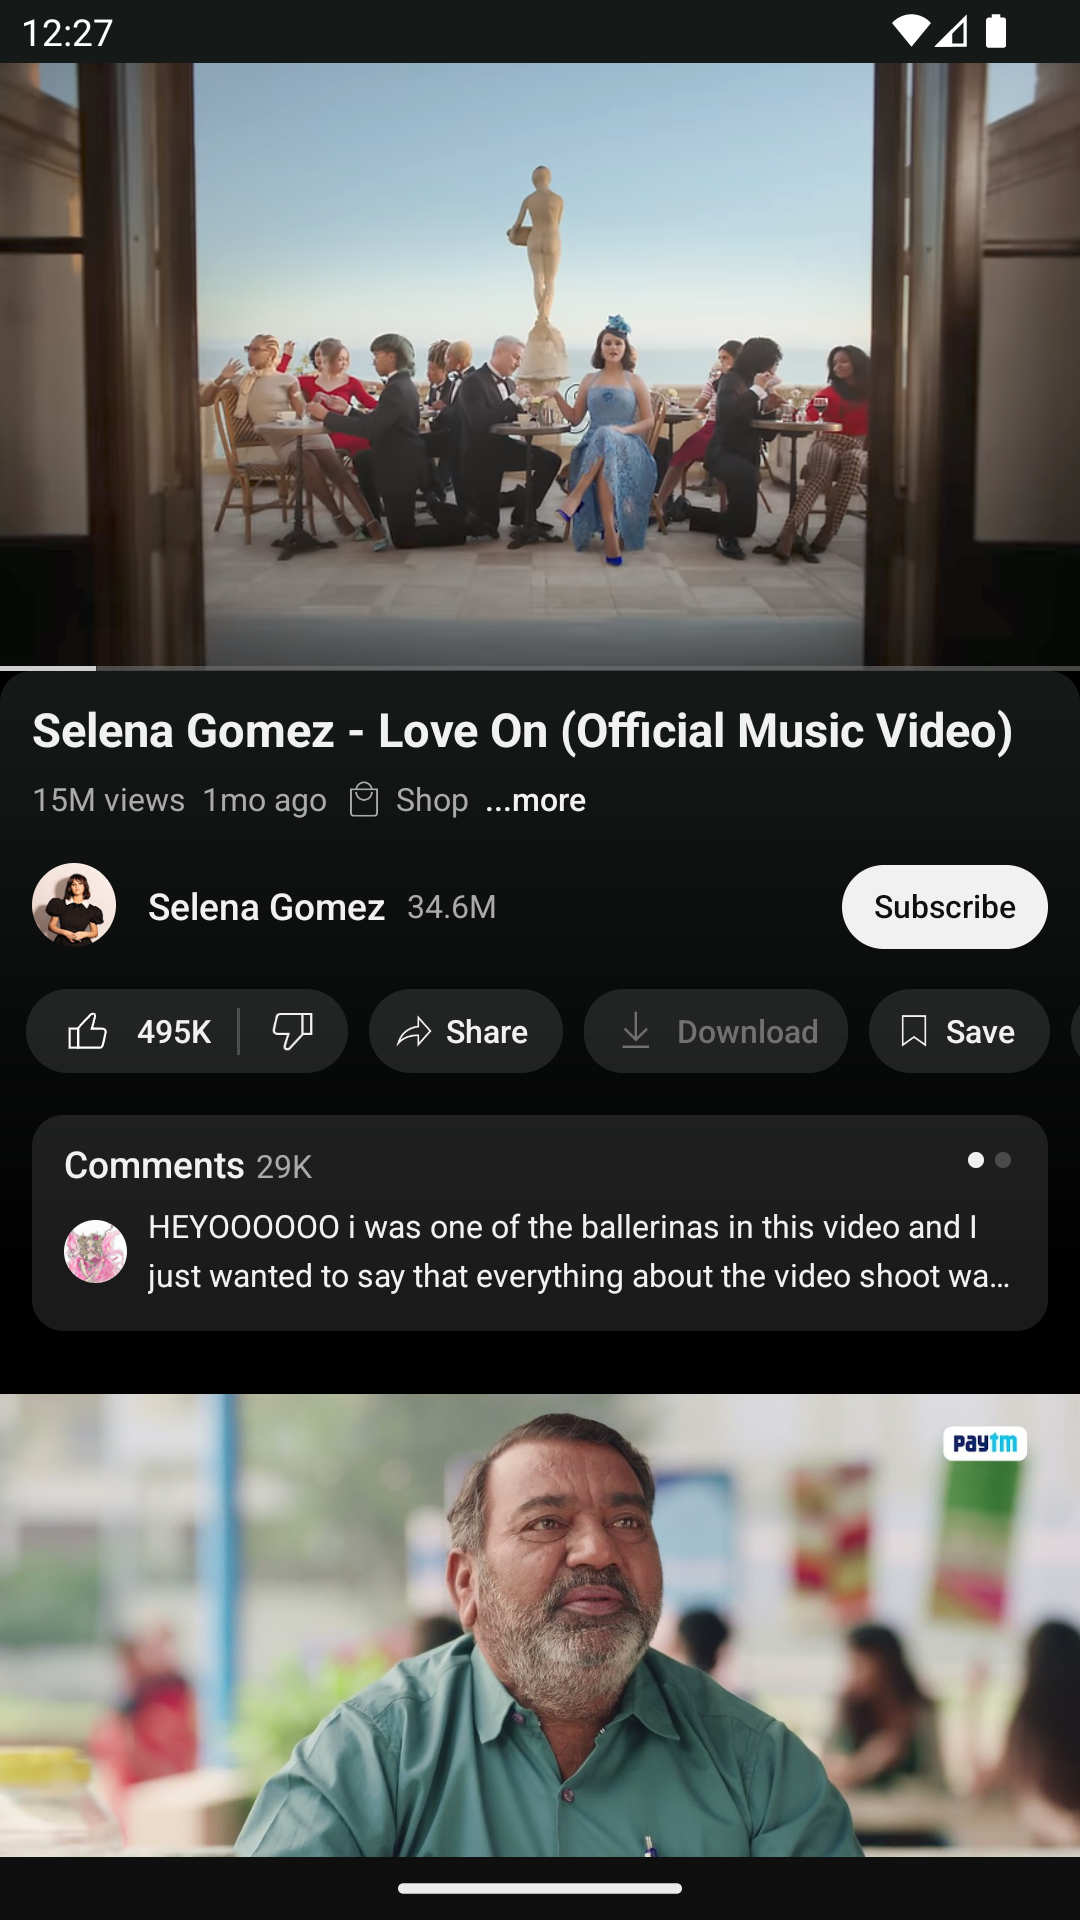 12:27
Selena Gomez - Love On (Official Music Video)
15M views 1mo ago Shop ...more
Selena Gomez 34.6M Subscribe
495K Share Download Save
Comments 29K
HEYOOOOOO i was one of the ballerinas in this video and I
just wanted to say that everything about the video shoot wa...
paytm